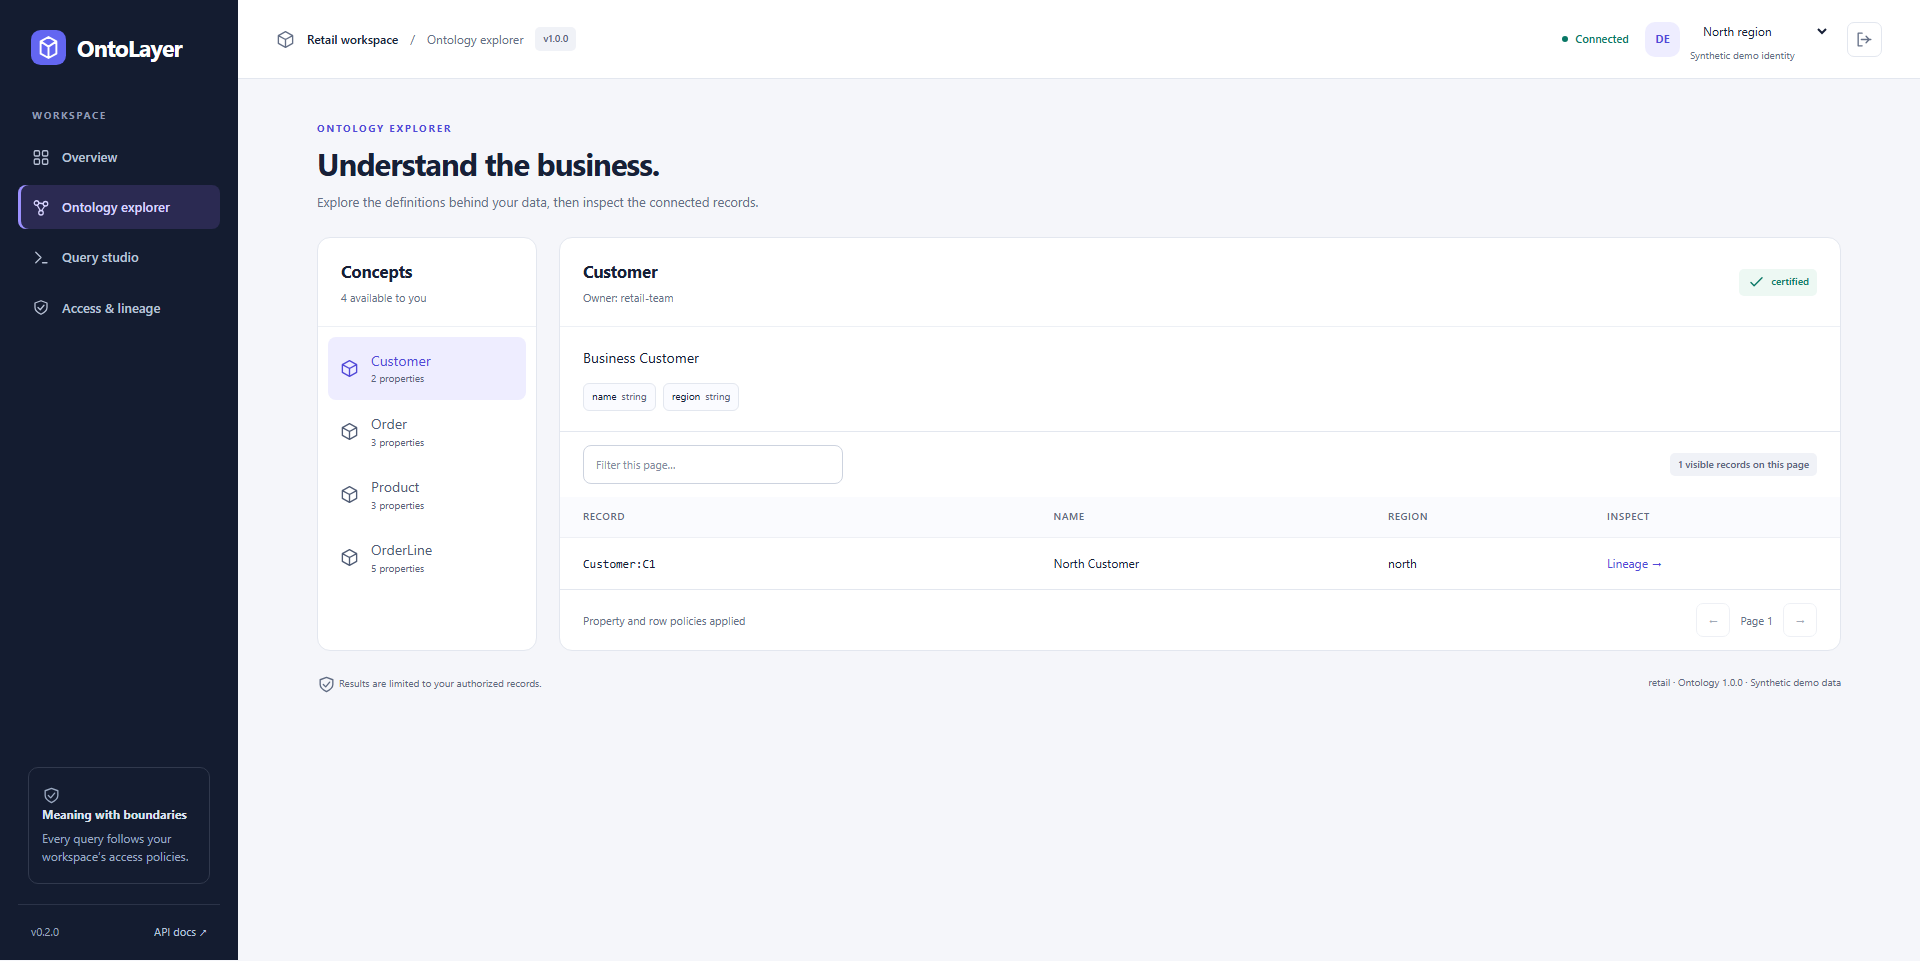 OntoLayer
WORKSPACE
Overview
Ontology explorer
Query studio
Access & lineage
Meaning with boundaries
Every query follows your
workspace's access policies.
v0.2.0
API docs ↗
Retail workspace / Ontology explorer v1.0.0
Connected
DE
North region
Synthetic demo identity
ONTOLOGY EXPLORER
Understand the business.
Explore the definitions behind your data, then inspect the connected records.
Concepts
4 available to you
Customer
2 properties
Order
3 properties
Product
3 properties
OrderLine
5 properties
Customer
Owner: retail-team
certified
Business Customer
name string region string
Filter this page...
1 visible records on this page
RECORD NAME REGION INSPECT
Customer:C1 North Customer north Lineage →
Property and row policies applied
← Page 1 →
Results are limited to your authorized records.
retail · Ontology 1.0.0 · Synthetic demo data